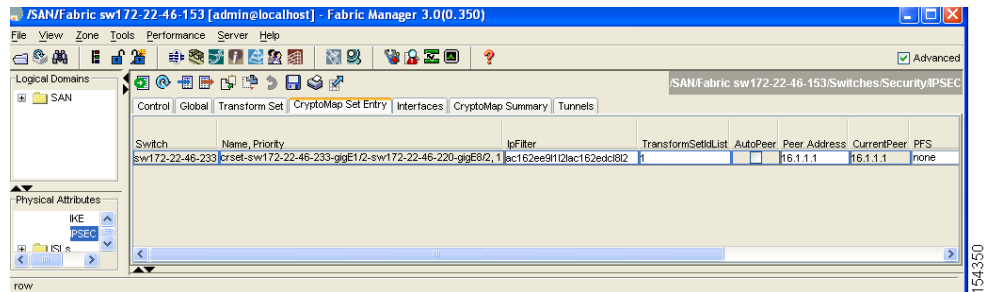 /SAN/Fabric sw172-22-46-153 [admin@localhost] - Fabric Manager 3.0(0.350)
File View Zone Tools Performance Server Help
Advanced
Logical Domains
SAN
/SAN/Fabric sw172-22-46-153/Switches/Security/IPSEC
Control Global Transform Set CryptoMap Set Entry Interfaces CryptoMap Summary Tunnels
Switch Name, Priority IpFilter TransformSetIdList AutoPeer Peer Address CurrentPeer PFS
sw172-22-46-233 crset-sw172-22-46-233-gigE1/2-sw172-22-46-220-gigE8/2, 1 1 16.1.1.1 16.1.1.1 none
Physical Attributes
IKE
IPSEC
ISLs
row
154350